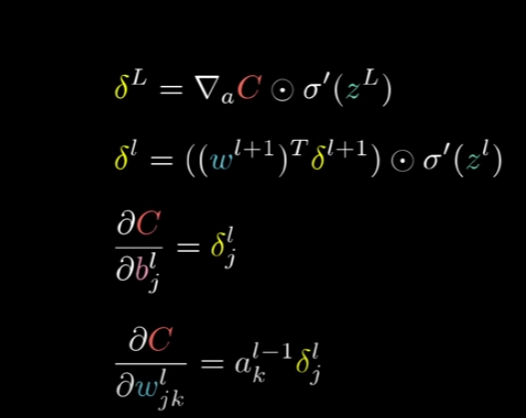 δ^L = ∇_a C ⊙ σ′(z^L)
δ^l = ((w^{l+1})^T δ^{l+1}) ⊙ σ′(z^l)
∂C/∂b^l_j = δ^l_j
∂C/∂w^l_{jk} = a^{l−1}_k δ^l_j